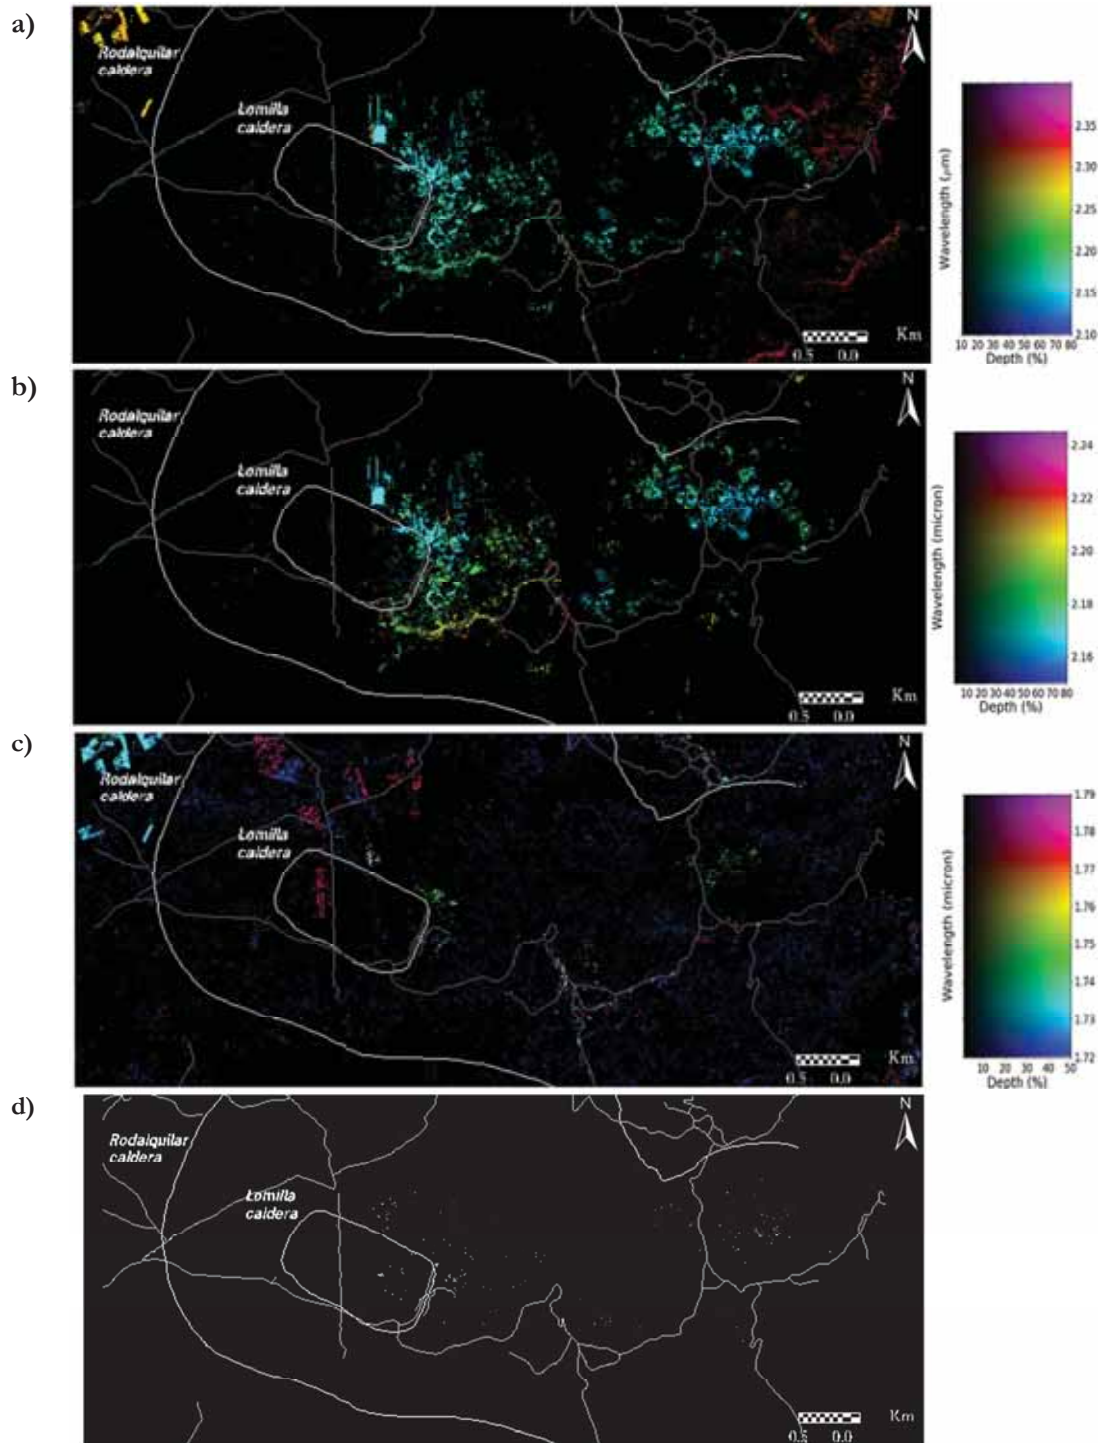 a)
Rodalquilar
caldera
Lomilla
caldera
N
Km
0.5 0.0
Wavelength (μm)
2.35
2.30
2.25
2.20
2.15
2.10
10 20 30 40 50 60 70 80
Depth (%)
b)
Rodalquilar
caldera
Lomilla
caldera
N
Km
0.5 0.0
Wavelength (micron)
2.24
2.22
2.20
2.18
2.16
10 20 30 40 50 60 70 80
Depth (%)
c)
Rodalquilar
caldera
Lomilla
caldera
N
Km
0.5 0.0
Wavelength (micron)
1.79
1.78
1.77
1.76
1.75
1.74
1.73
1.72
10 20 30 40 50
Depth (%)
d)
Rodalquilar
caldera
Lomilla
caldera
N
Km
0.5 0.0